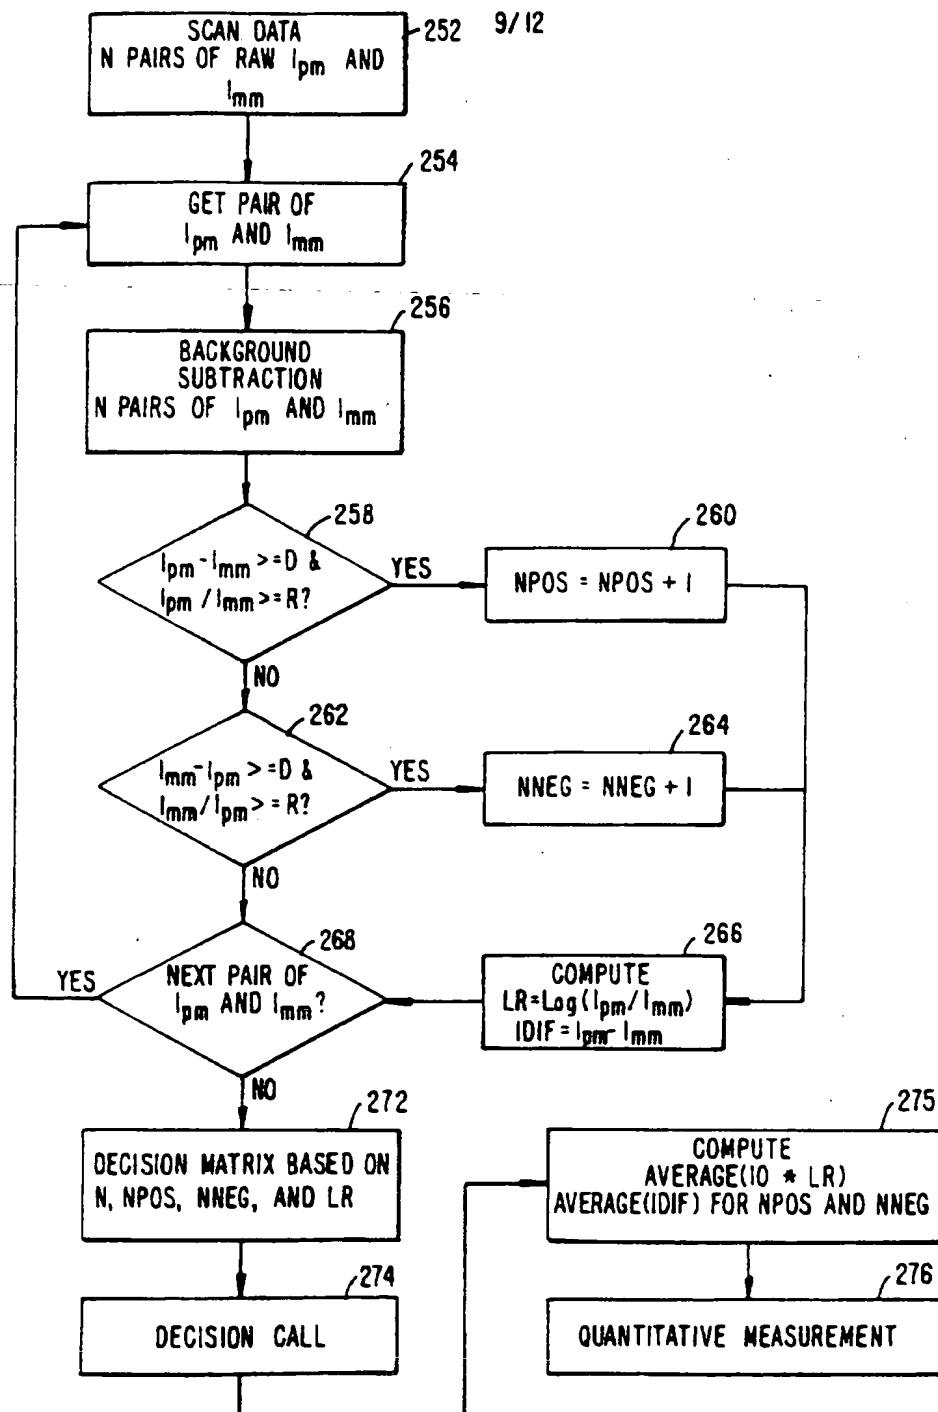 9/12
SCAN DATA
N PAIRS OF RAW Ipm AND
Imm
252
254
GET PAIR OF
Ipm AND Imm
256
BACKGROUND
SUBTRACTION
N PAIRS OF Ipm AND Imm
258
Ipm-Imm >=D &
Ipm/Imm >=R?
YES
260
NPOS = NPOS + 1
NO
262
Imm-Ipm >=D &
Imm/Ipm >=R?
YES
264
NNEG = NNEG + 1
NO
268
NEXT PAIR OF
Ipm AND Imm?
YES
266
COMPUTE
LR=Log(Ipm/Imm)
IDIF=Ipm-Imm
NO
272
DECISION MATRIX BASED ON
N, NPOS, NNEG, AND LR
274
DECISION CALL
275
COMPUTE
AVERAGE(10 * LR)
AVERAGE(IDIF) FOR NPOS AND NNEG
276
QUANTITATIVE MEASUREMENT